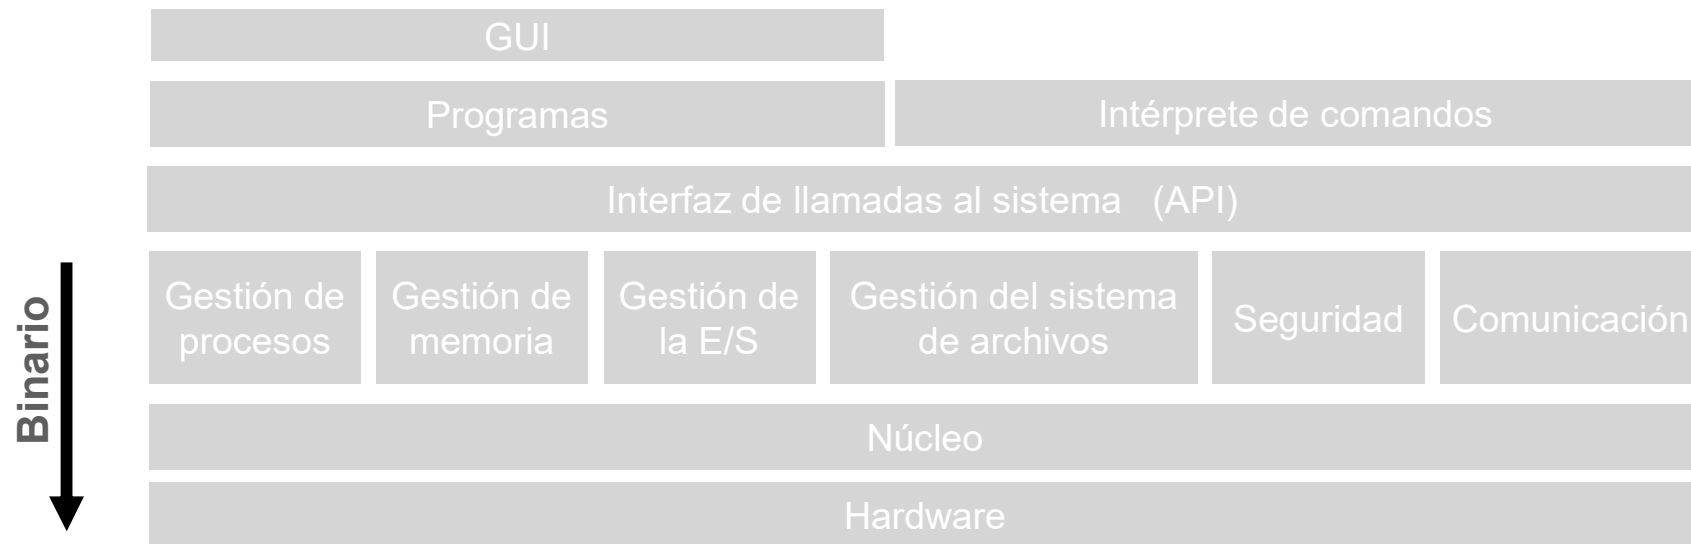 GUI
Programas
Intérprete de comandos
Interfaz de llamadas al sistema (API)
Gestión de
procesos
Gestión de
memoria
Gestión de
la E/S
Gestión del sistema
de archivos
Seguridad
Comunicación
Binario
Núcleo
Hardware